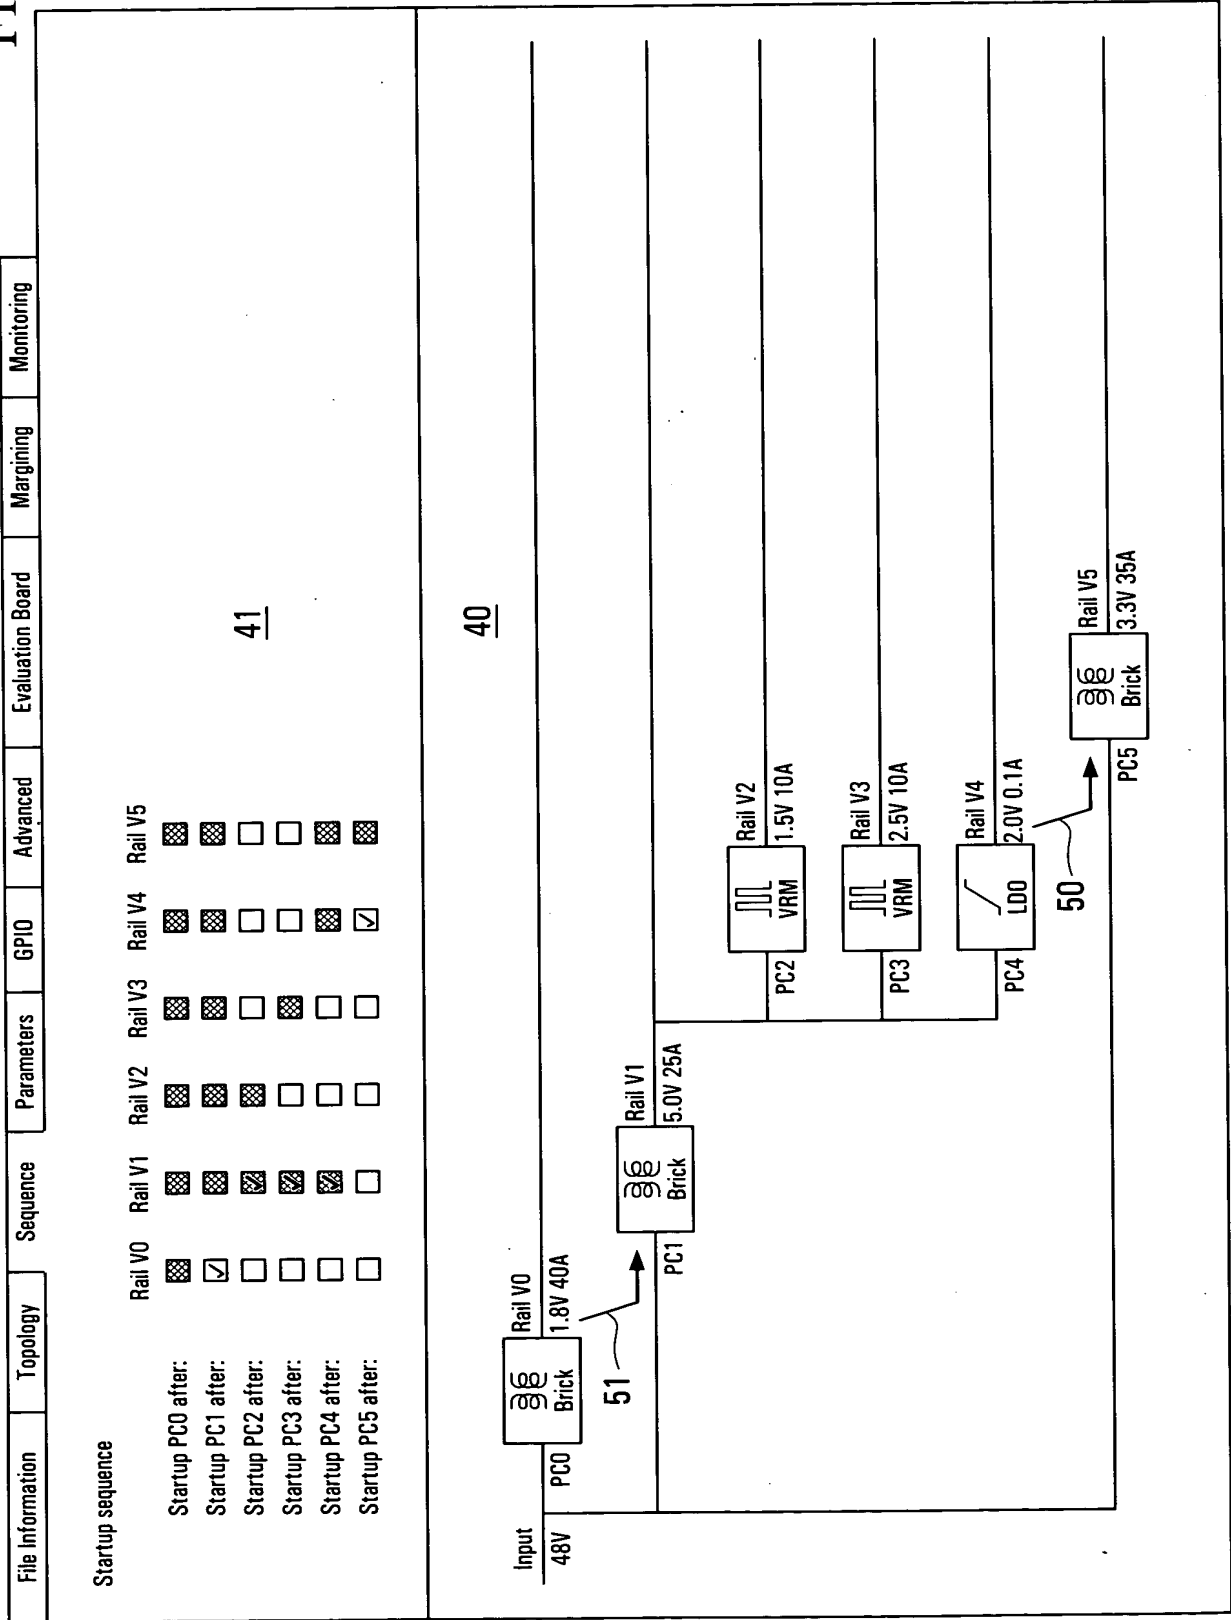 File Information
Topology
Sequence
Parameters
GPIO
Advanced
Evaluation Board
Margining
Monitoring
Startup sequence
Rail V0 Rail V1 Rail V2 Rail V3 Rail V4 Rail V5
Startup PC0 after:
Startup PC1 after:
Startup PC2 after:
Startup PC3 after:
Startup PC4 after:
Startup PC5 after:
41
40
Input
48V
PC0
Brick
Rail V0
1.8V 40A
51
PC1
Brick
Rail V1
5.0V 25A
PC2
VRM
Rail V2
1.5V 10A
PC3
VRM
Rail V3
2.5V 10A
PC4
LDO
Rail V4
2.0V 0.1A
50
PC5
Brick
Rail V5
3.3V 35A